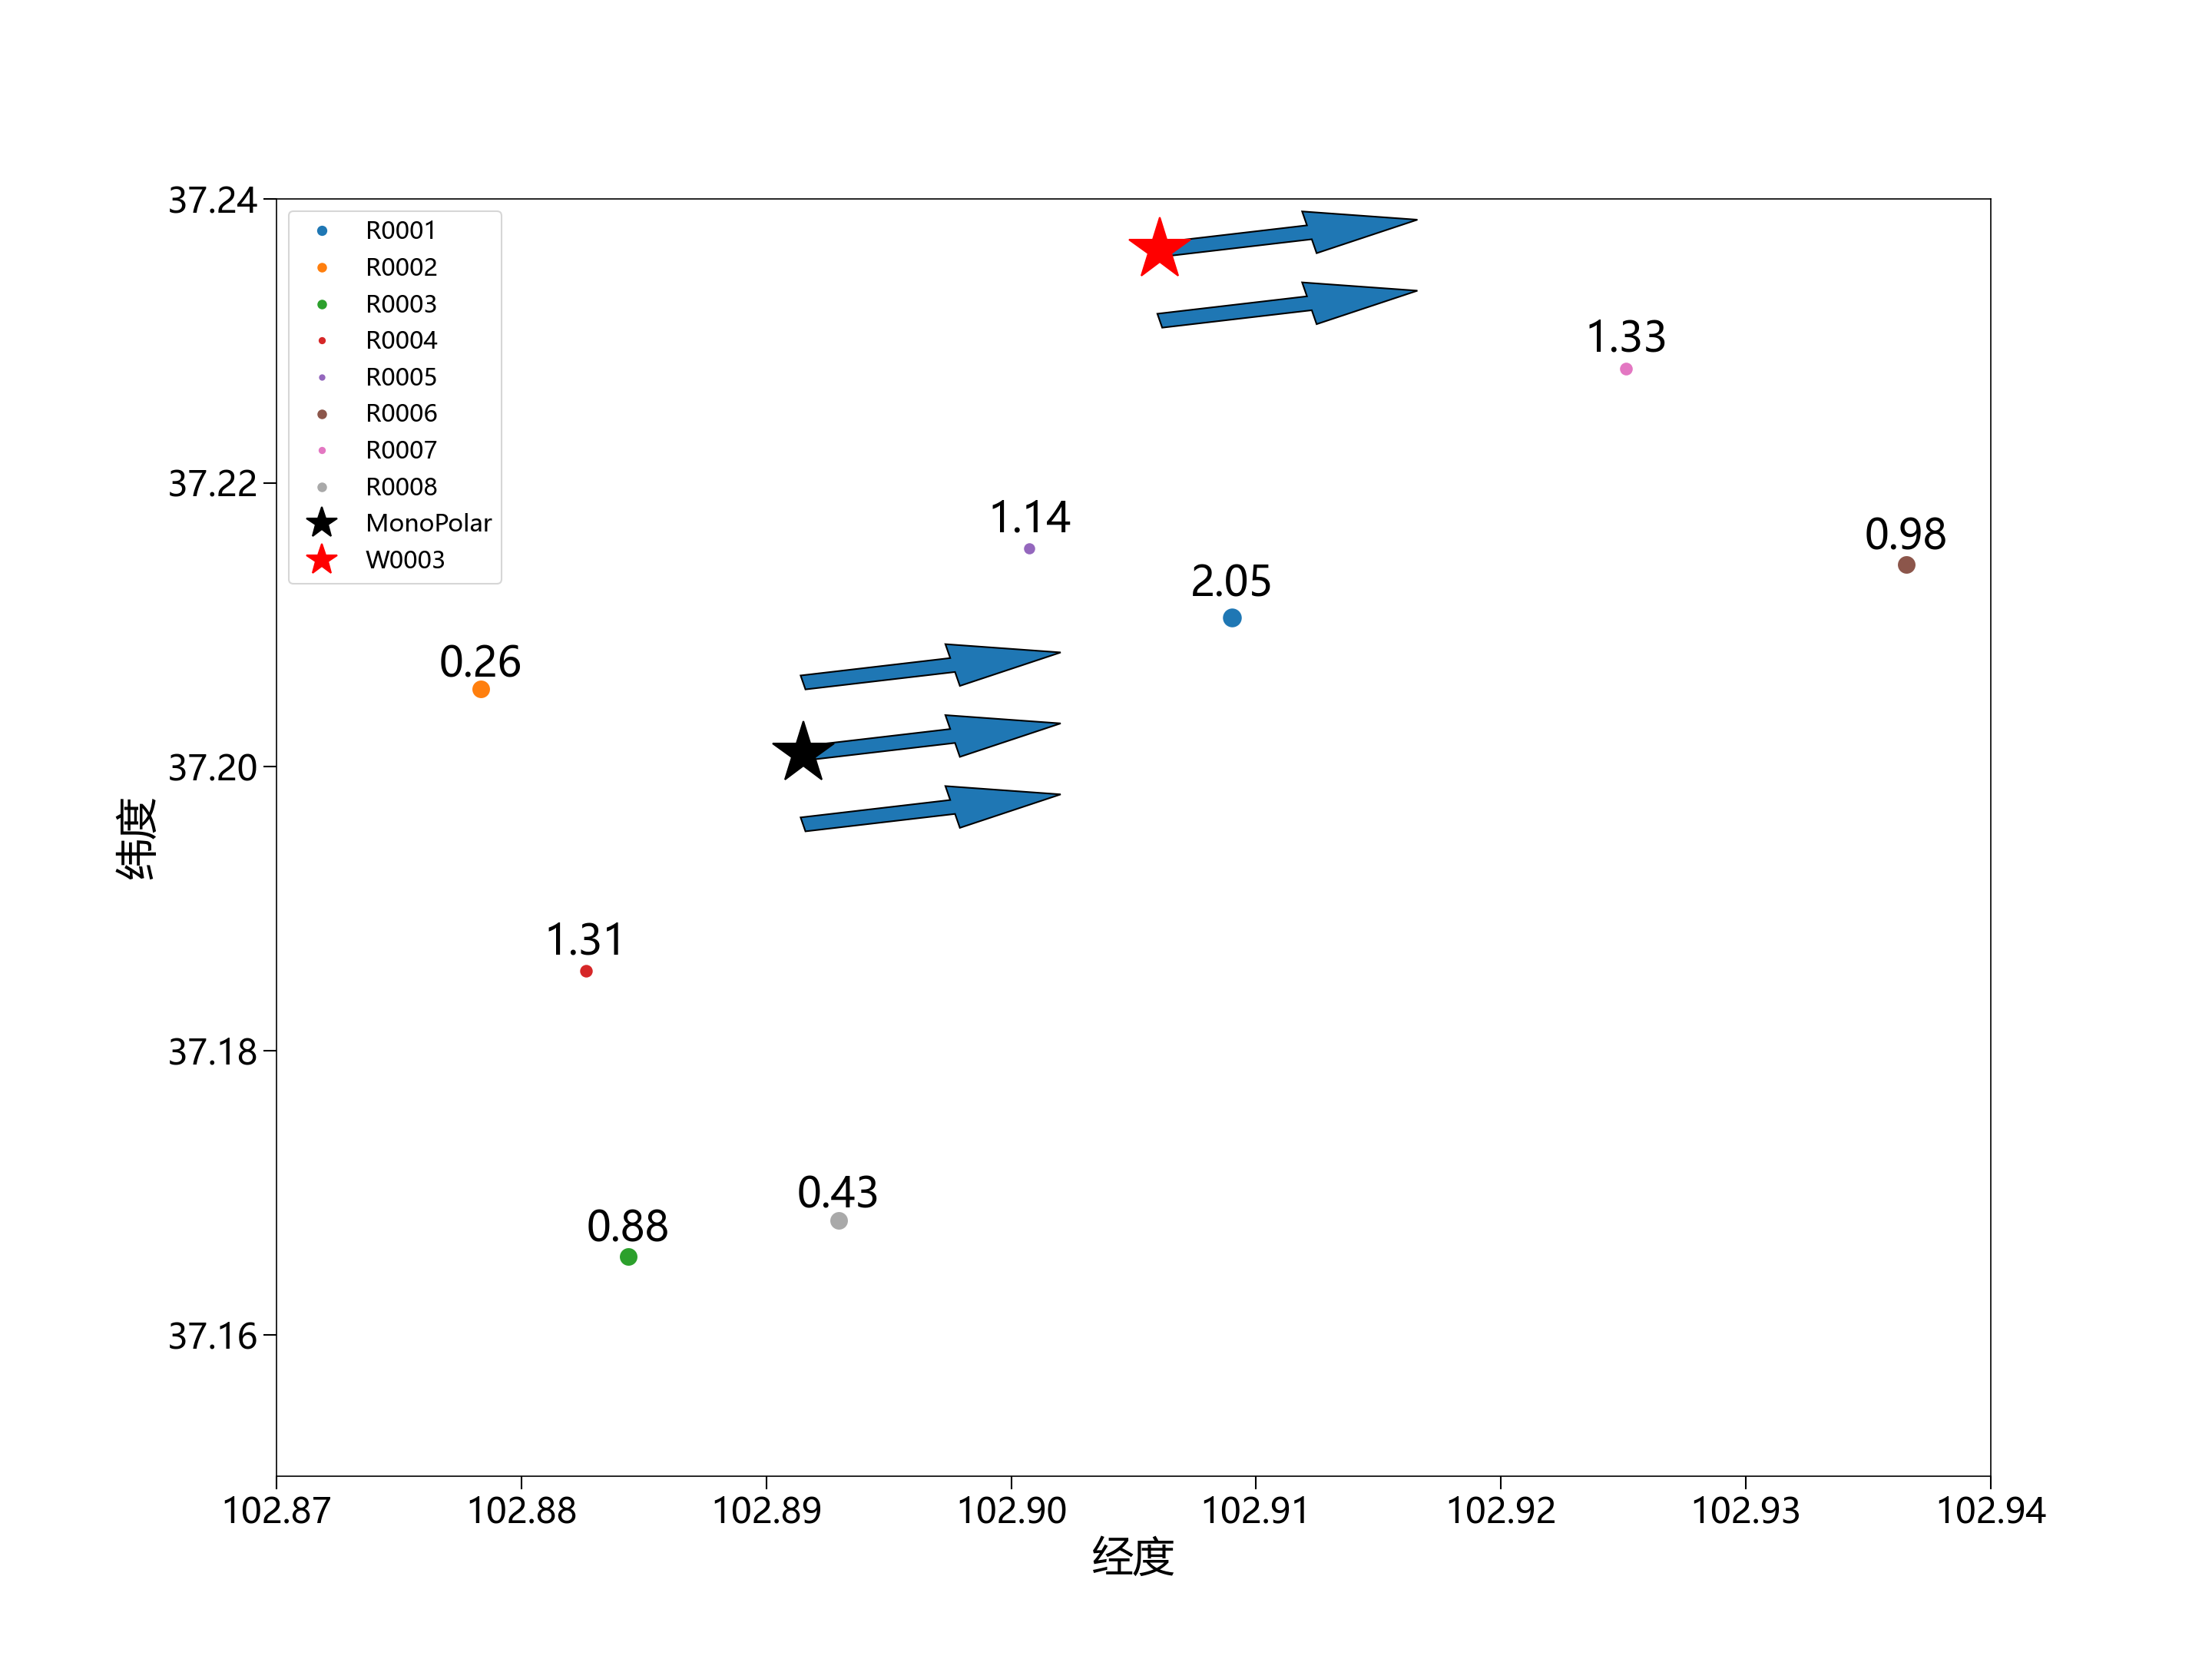 37.24
37.22
37.20
37.18
37.16
纬度
R0001
R0002
R0003
R0004
R0005
R0006
R0007
R0008
MonoPolar
W0003
1.33
1.14
0.98
2.05
0.26
1.31
0.43
0.88
102.87 102.88 102.89 102.90 102.91 102.92 102.93 102.94
经度